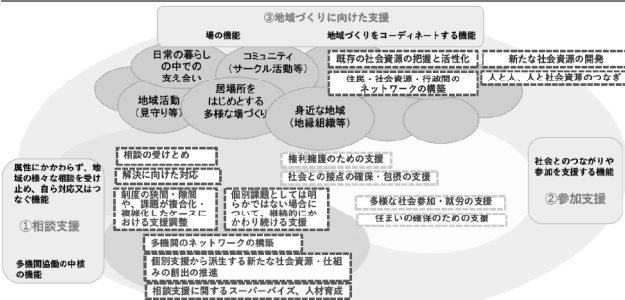 ③地域づくりに向けた支援
場の機能
地域づくりをコーディネートする機能
日常の暮らし
の中での
支え合い
コミュニティ
（サークル活動等）
地域活動
（見守り等）
居場所を
はじめとする
多様な場づくり
身近な地域
（地縁組織等）
既存の社会資源の把握と活性化
新たな社会資源の開発
住民・社会資源・行政間の
ネットワークの構築
人と人、人と社会資源のつなぎ
属性にかかわらず、地
域の様々な相談を受け
止め、自ら対応又はつ
なぐ機能
①相談支援
多機関協働の中核
の機能
相談の受けとめ
解決に向けた対応
制度の狭間・隙間
や、課題が複合化・
複雑化したケースに
おける支援調整
個別課題としては明
らかではない場合に
ついて、継続的にか
かわり続ける支援
多機関のネットワークの構築
個別支援から派生する新たな社会資源・仕組
みの創出の推進
相談支援に関するスーパーバイズ、人材育成
権利擁護のための支援
社会との接点の確保・包摂の支援
多様な社会参加・就労の支援
住まいの確保のための支援
社会とのつながりや
参加を支援する機能
②参加支援